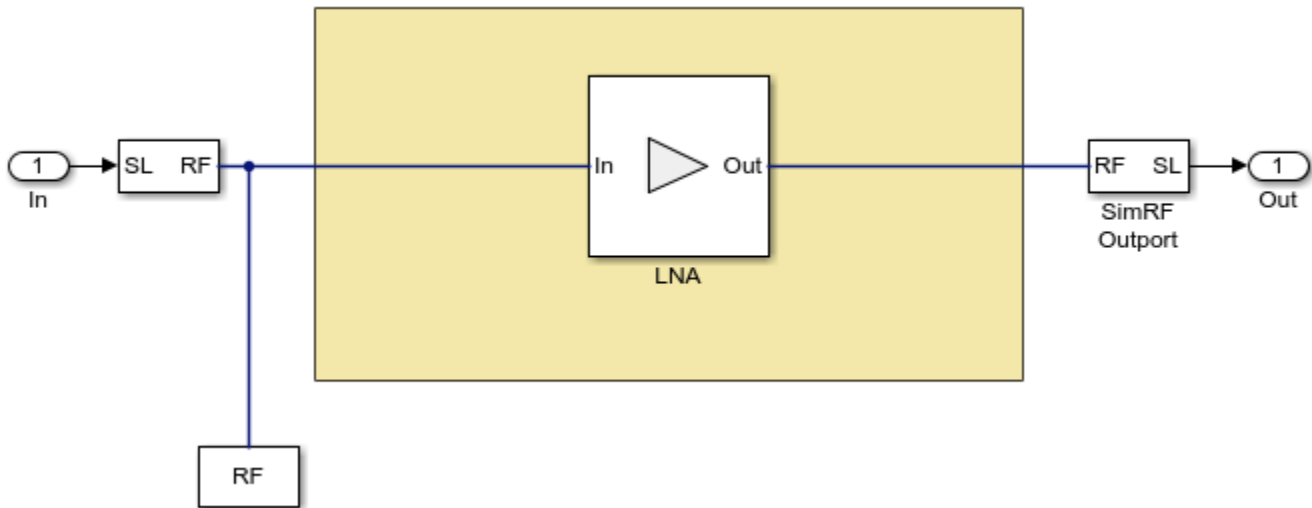 1
In
SL RF
In
Out
LNA
RF SL
SimRF
Outport
1
Out
RF